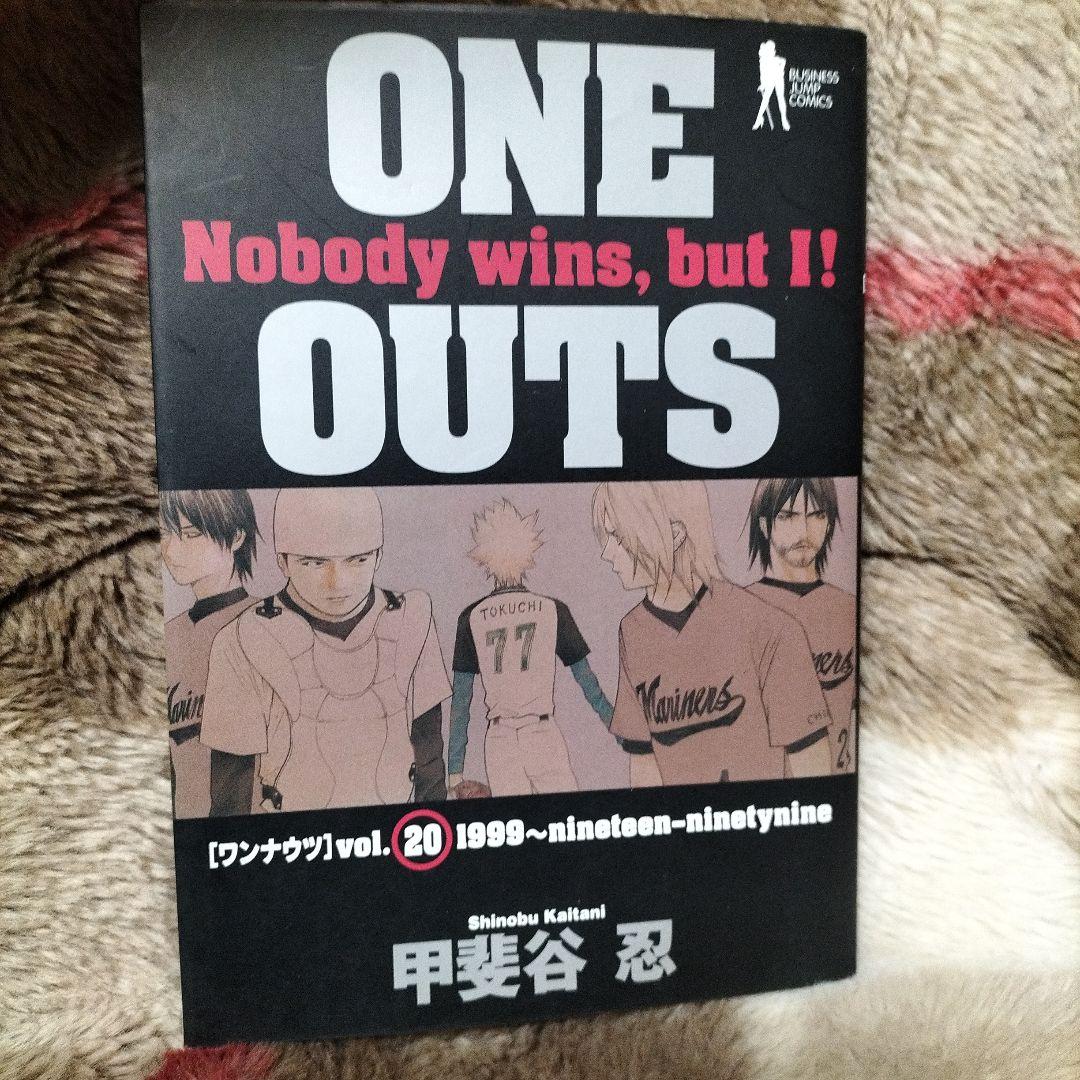 ONE
BUSINESS
JUMP
COMICS
Nobody wins, but I!
OUTS
TOKUCHI
77
Mariners
[ワンナウツ] vol. 20 1999~nineteen-ninetynine
Shinobu Kaitani
甲斐谷 忍